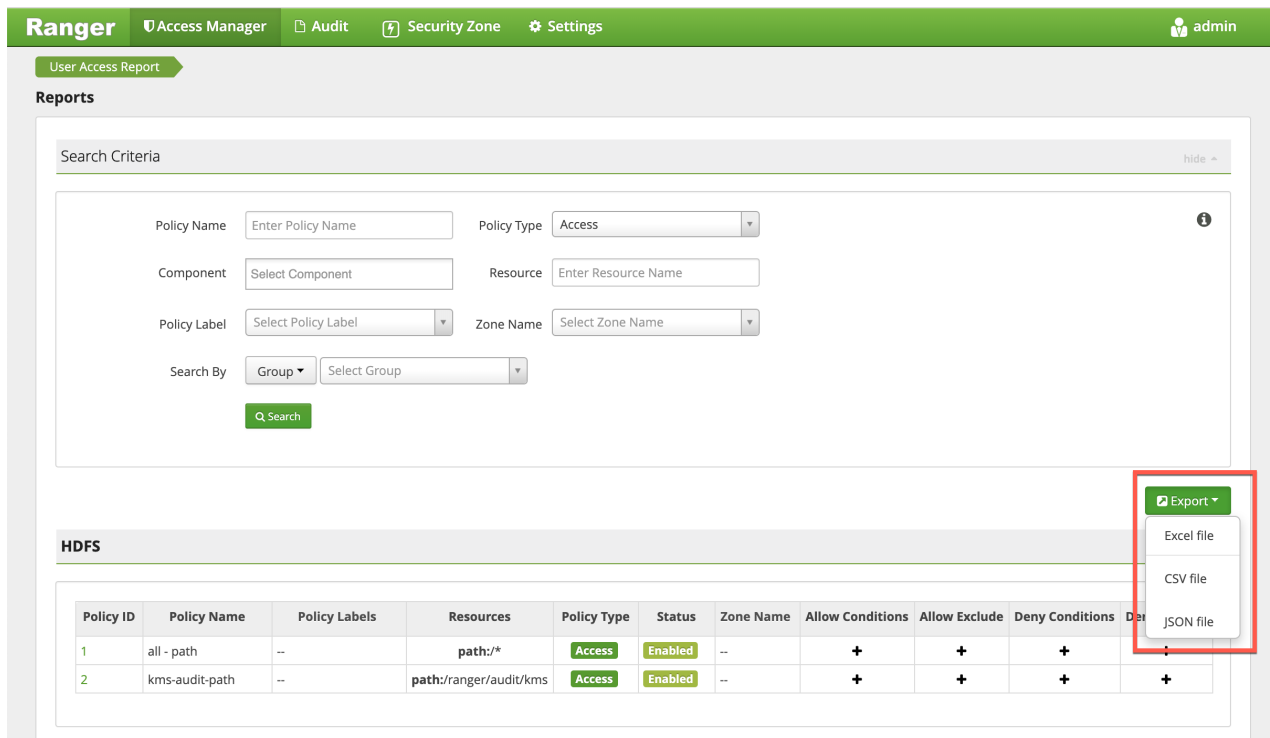 Ranger Access Manager Audit Security Zone Settings admin
User Access Report
Reports
Search Criteria hide
Policy Name Enter Policy Name Policy Type Access
Component Select Component Resource Enter Resource Name
Policy Label Select Policy Label Zone Name Select Zone Name
Search By Group Select Group
Search
Export
Excel file
HDFS
CSV file
Policy ID Policy Name Policy Labels Resources Policy Type Status Zone Name Allow Conditions Allow Exclude Deny Conditions
JSON file
1 all - path -- path:/* Access Enabled -- + + + +
2 kms-audit-path -- path:/ranger/audit/kms Access Enabled -- + + + +